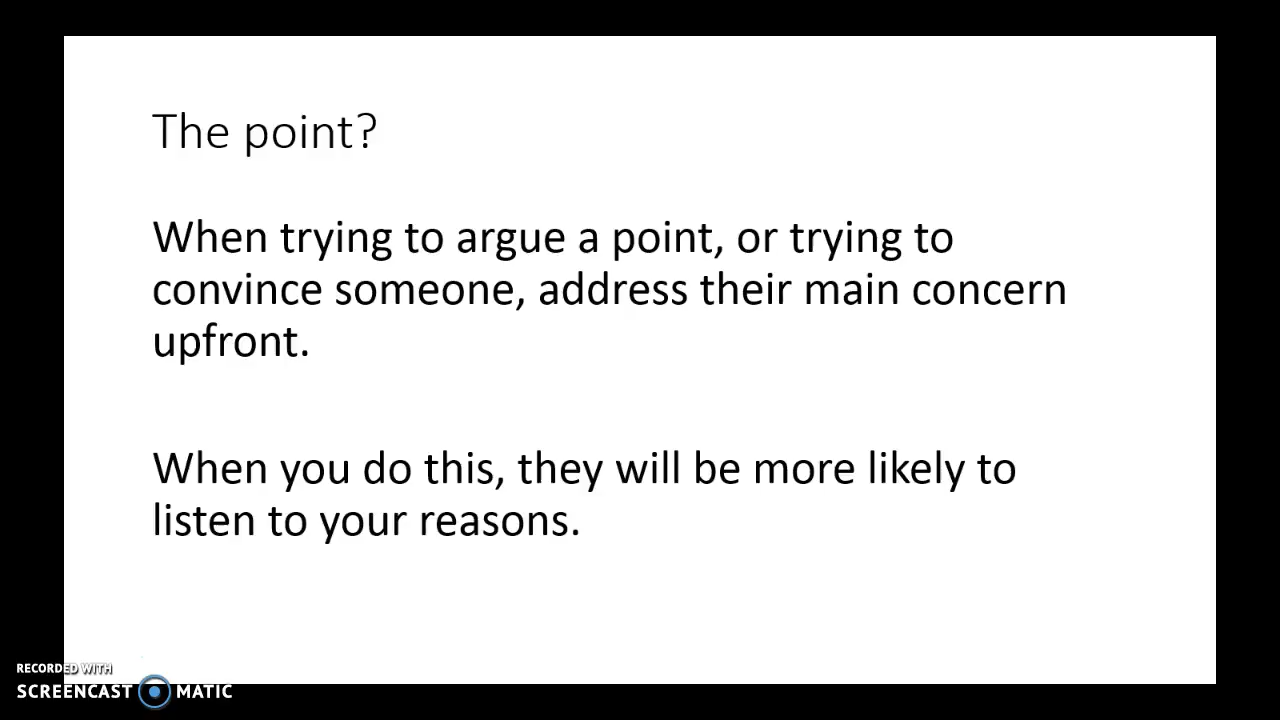 The point?
When trying to argue a point, or trying to
convince someone, address their main concern
upfront.
When you do this, they will be more likely to
listen to your reasons.
RECORDED WITH
SCREENCAST MATIC